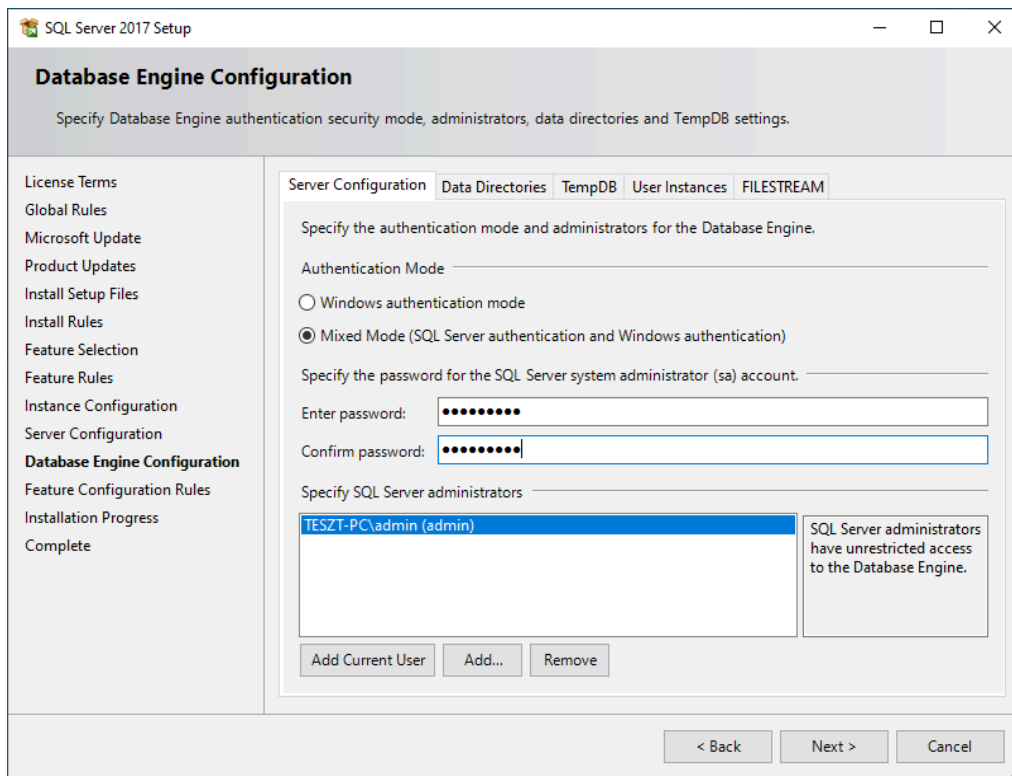 SQL Server 2017 Setup
Database Engine Configuration
Specify Database Engine authentication security mode, administrators, data directories and TempDB settings.
License Terms
Global Rules
Microsoft Update
Product Updates
Install Setup Files
Install Rules
Feature Selection
Feature Rules
Instance Configuration
Server Configuration
Database Engine Configuration
Feature Configuration Rules
Installation Progress
Complete
Server Configuration Data Directories TempDB User Instances FILESTREAM
Specify the authentication mode and administrators for the Database Engine.
Authentication Mode
Windows authentication mode
Mixed Mode (SQL Server authentication and Windows authentication)
Specify the password for the SQL Server system administrator (sa) account.
Enter password: ●●●●●●●●●
Confirm password: ●●●●●●●●●
Specify SQL Server administrators
TESZT-PC\admin (admin)
SQL Server administrators
have unrestricted access
to the Database Engine.
Add Current User Add... Remove
< Back Next > Cancel